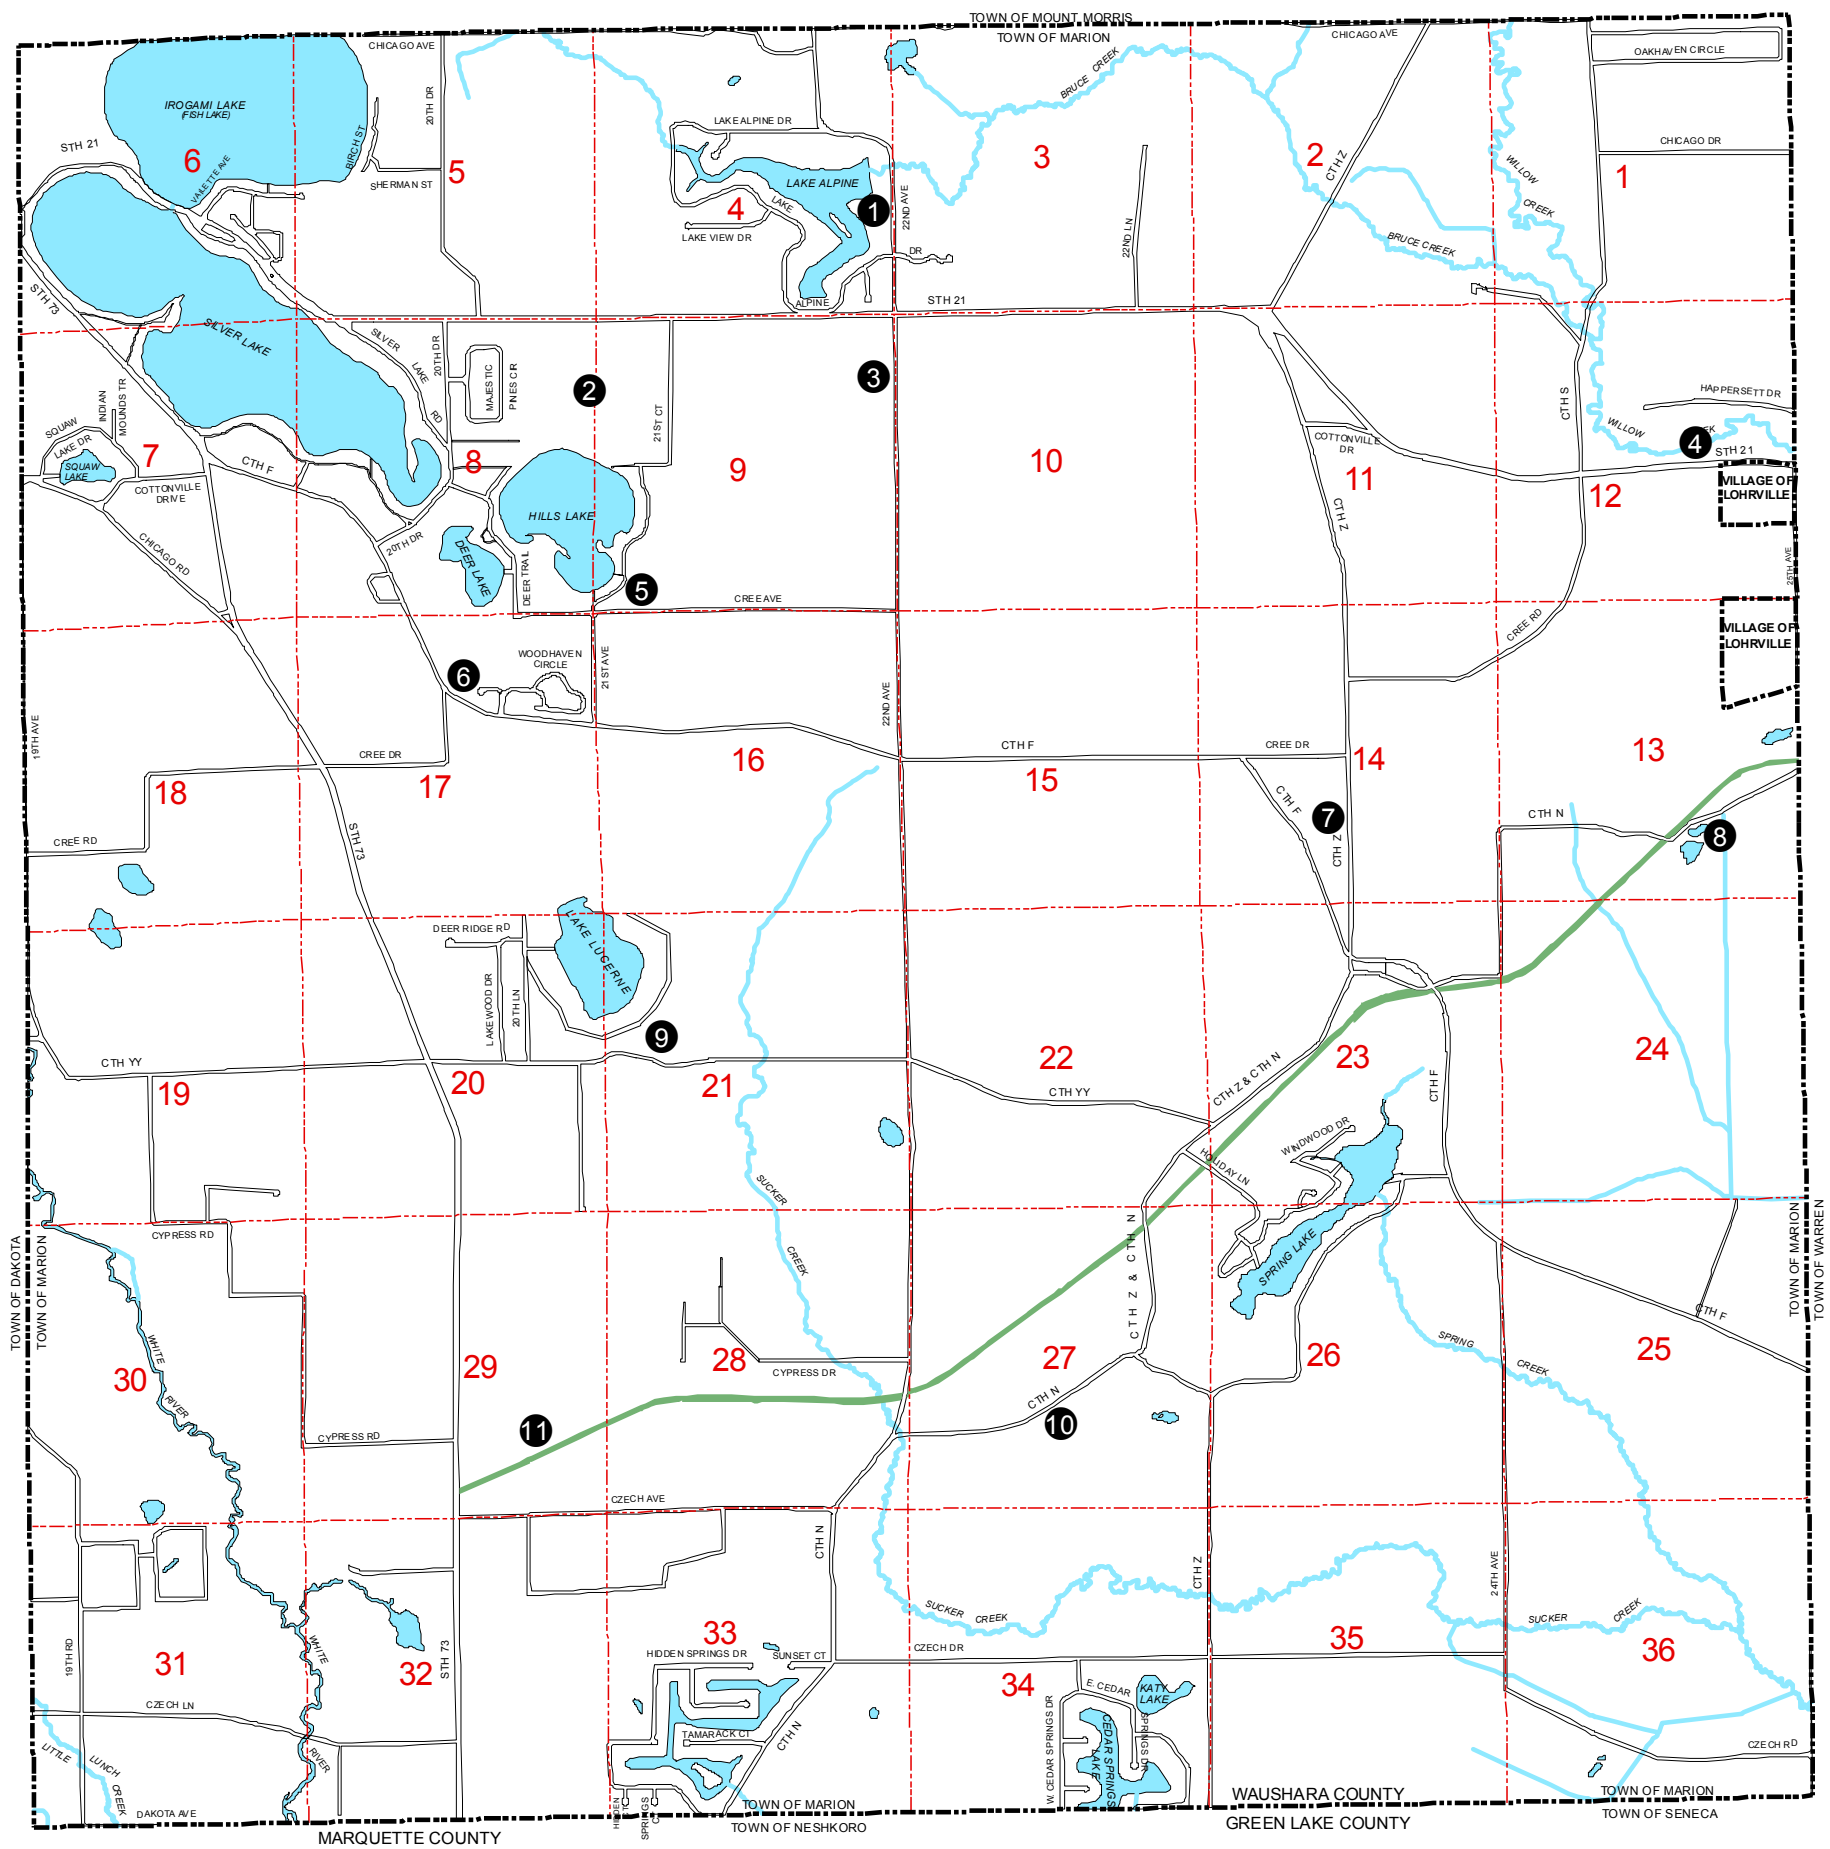 TOWN OF MOUNT MORRIS
TOWN OF MARION
CHICAGO AVE
CHICAGO AVE
OAKHAVEN CIRCLE
IROGAMI LAKE
(FISH LAKE)
20TH DR
BIRCH ST
LAKE ALPINE DR
BRUCE CREEK
STH 21
6
VAILETTE AVE
SHERMAN ST
5
LAKE ALPINE
4
LAKE
LAKE VIEW DR
1
22ND AVE
3
22ND LN
2
CTH Z
WILLOW
CREEK
CHICAGO DR
1
BRUCE CREEK
DR
ALPINE
STH 21
STH 73
SILVER LAKE
SILVER
LAKE
RD
20TH DR
MAJESTIC
PINES CIR
2
3
21ST CT
CTH S
HAPPERSETT DR
SQUAW
LAKE DR
INDIAN
MOUNDS TR
SQUAW
LAKE
7
COTTONVILLE
DRIVE
CTH F
8
9
10
COTTONVILLE
DR
11
WILLOW
EK
4
STH 21
12
VILLAGE OF
LOHRVILLE
CHICAGO RD
20TH DR
HILLS LAKE
DEER LAKE
DEER TRAIL
5
CREE AVE
CTH Z
25TH AVE
CREE RD
VILLAGE OF
LOHRVILLE
WOODHAVEN
CIRCLE
6
21ST AVE
22ND AVE
19TH AVE
CREE DR
16
CTH F
CREE DR
14
13
18
17
15
CTH F
7
CTH Z
CTH N
8
CREE RD
STH 73
DEER RIDGE RD
LAKE LUCERNE
LAKEWOOD DR
20TH LN
9
CTH YY
19
20
21
22
CTH YY
CTH Z & CTH N
23
CTH F
24
WINDWOOD DR
HOLIDAY LN
SUCKER
CREEK
CYPRESS RD
TOWN OF DAKOTA
TOWN OF MARION
CTH Z & CTH N
SPRING LAKE
TOWN OF MARION
TOWN OF WARREN
CTH F
WHITE
RIVER
30
29
28
CYPRESS DR
27
26
SPRING
CREEK
25
CTH N
CYPRESS RD
11
10
CZECH AVE
CTH N
CTH Z
24TH AVE
SUCKER
CREEK
SUCKER
CREEK
19TH RD
31
WHITE
32
STH 73
33
HIDDEN SPRINGS DR
SUNSET CT
CZECH DR
34
35
36
E. CEDAR
SPRINGS DR
KATY
LAKE
CZECH LN
TAMARACK CT
CTH N
W. CEDAR SPRINGS DR
CEDAR SPRINGS
LAKE
CZECH RD
LITTLE
LUNCH
CREEK
RIVER
DAKOTA AVE
HIDDEN
SPRINGS
CT
WAUSHARA COUNTY
TOWN OF MARION
TOWN OF MARION
TOWN OF NESHKORO
GREEN LAKE COUNTY
TOWN OF SENECA
MARQUETTE COUNTY